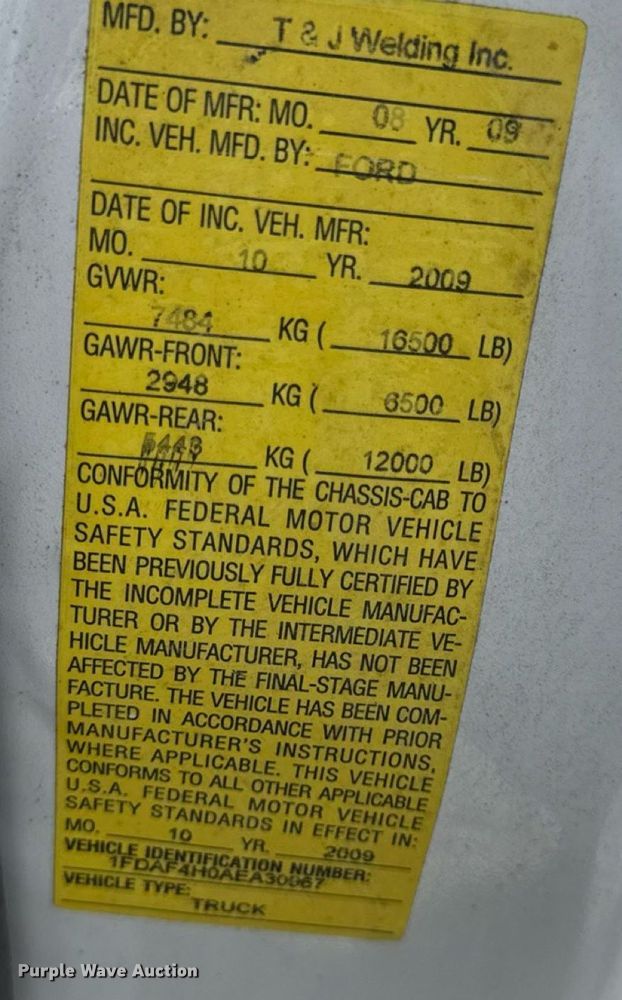 MFD. BY: T & J Welding Inc.
DATE OF MFR: MO. 08 YR. 09
INC. VEH. MFD. BY: FORD
DATE OF INC. VEH. MFR:
MO. 10 YR. 2009
GVWR:
7484 KG ( 16500 LB)
GAWR-FRONT:
2948 KG ( 6500 LB)
GAWR-REAR:
KG ( 12000 LB)
CONFORMITY OF THE CHASSIS-CAB TO
U.S.A. FEDERAL MOTOR VEHICLE
SAFETY STANDARDS, WHICH HAVE
BEEN PREVIOUSLY FULLY CERTIFIED BY
THE INCOMPLETE VEHICLE MANUFAC-
TURER OR BY THE INTERMEDIATE VE-
HICLE MANUFACTURER, HAS NOT BEEN
AFFECTED BY THE FINAL-STAGE MANU-
FACTURE. THE VEHICLE HAS BEEN COM-
PLETED IN ACCORDANCE WITH PRIOR
MANUFACTURER'S INSTRUCTIONS,
WHERE APPLICABLE. THIS VEHICLE
CONFORMS TO ALL OTHER APPLICABLE
U.S.A. FEDERAL MOTOR VEHICLE
SAFETY STANDARDS IN EFFECT IN:
MO. 10 YR. 2009
VEHICLE IDENTIFICATION NUMBER:
VEHICLE TYPE:
TRUCK
Purple Wave Auction